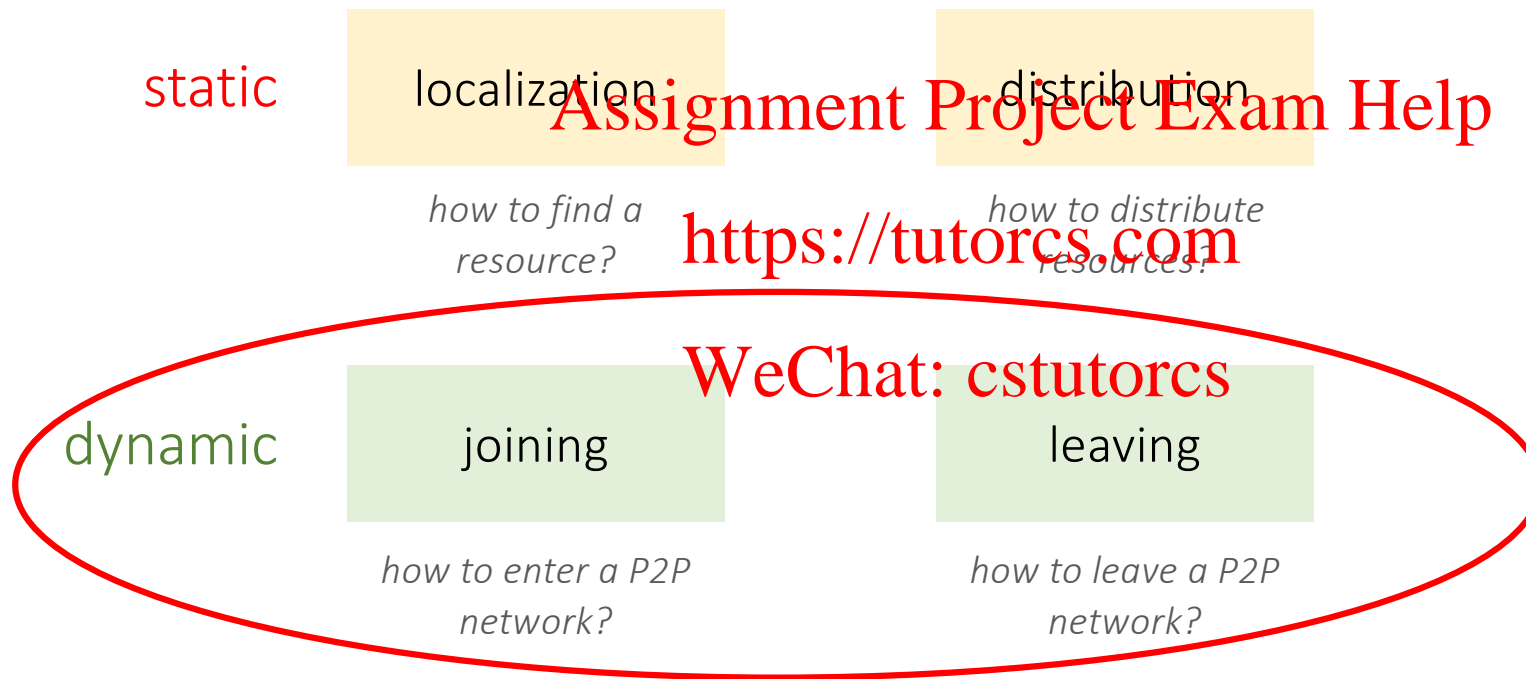 static
localization
distribution
Assignment Project Exam Help
how to find a
resource?
how to distribute
resources?
https://tutorcs.com
WeChat: cstutorcs
dynamic
joining
leaving
how to enter a P2P
network?
how to leave a P2P
network?